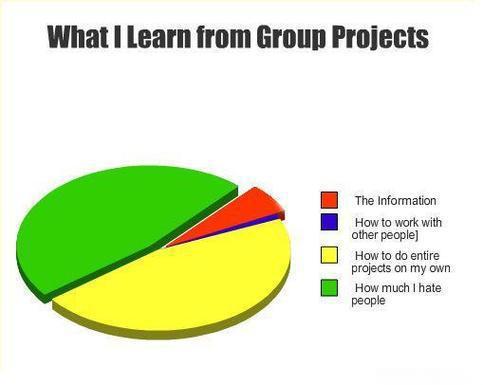 What I Learn from Group Projects
The Information
How to work with
other people]
How to do entire
projects on my own
How much I hate
people